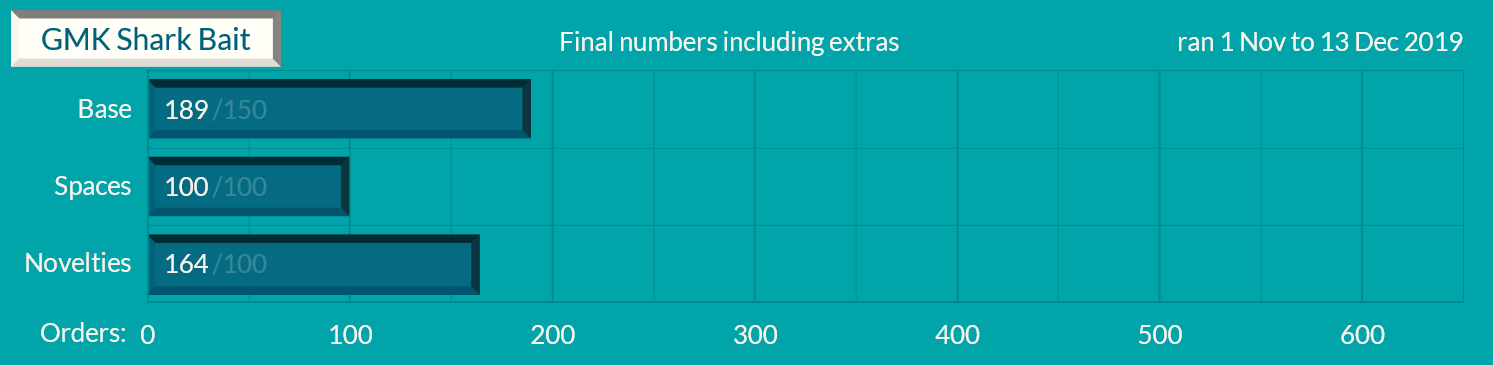 GMK Shark Bait
Final numbers including extras
ran 1 Nov to 13 Dec 2019
Base 189/150
Spaces 100/100
Novelties 164/100
Orders: 0 100 200 300 400 500 600